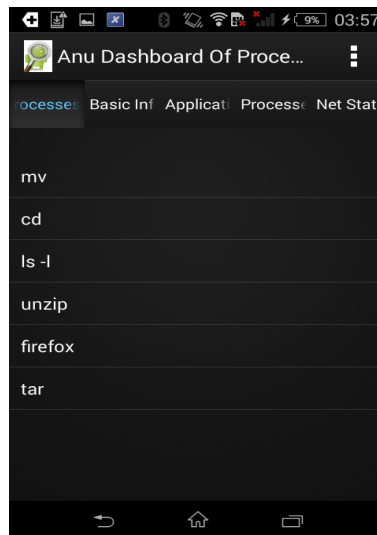 9% 03:57
Anu Dashboard Of Proce...
rocesses Basic Inf Applicati Processe Net Stat
mv
cd
ls -l
unzip
firefox
tar